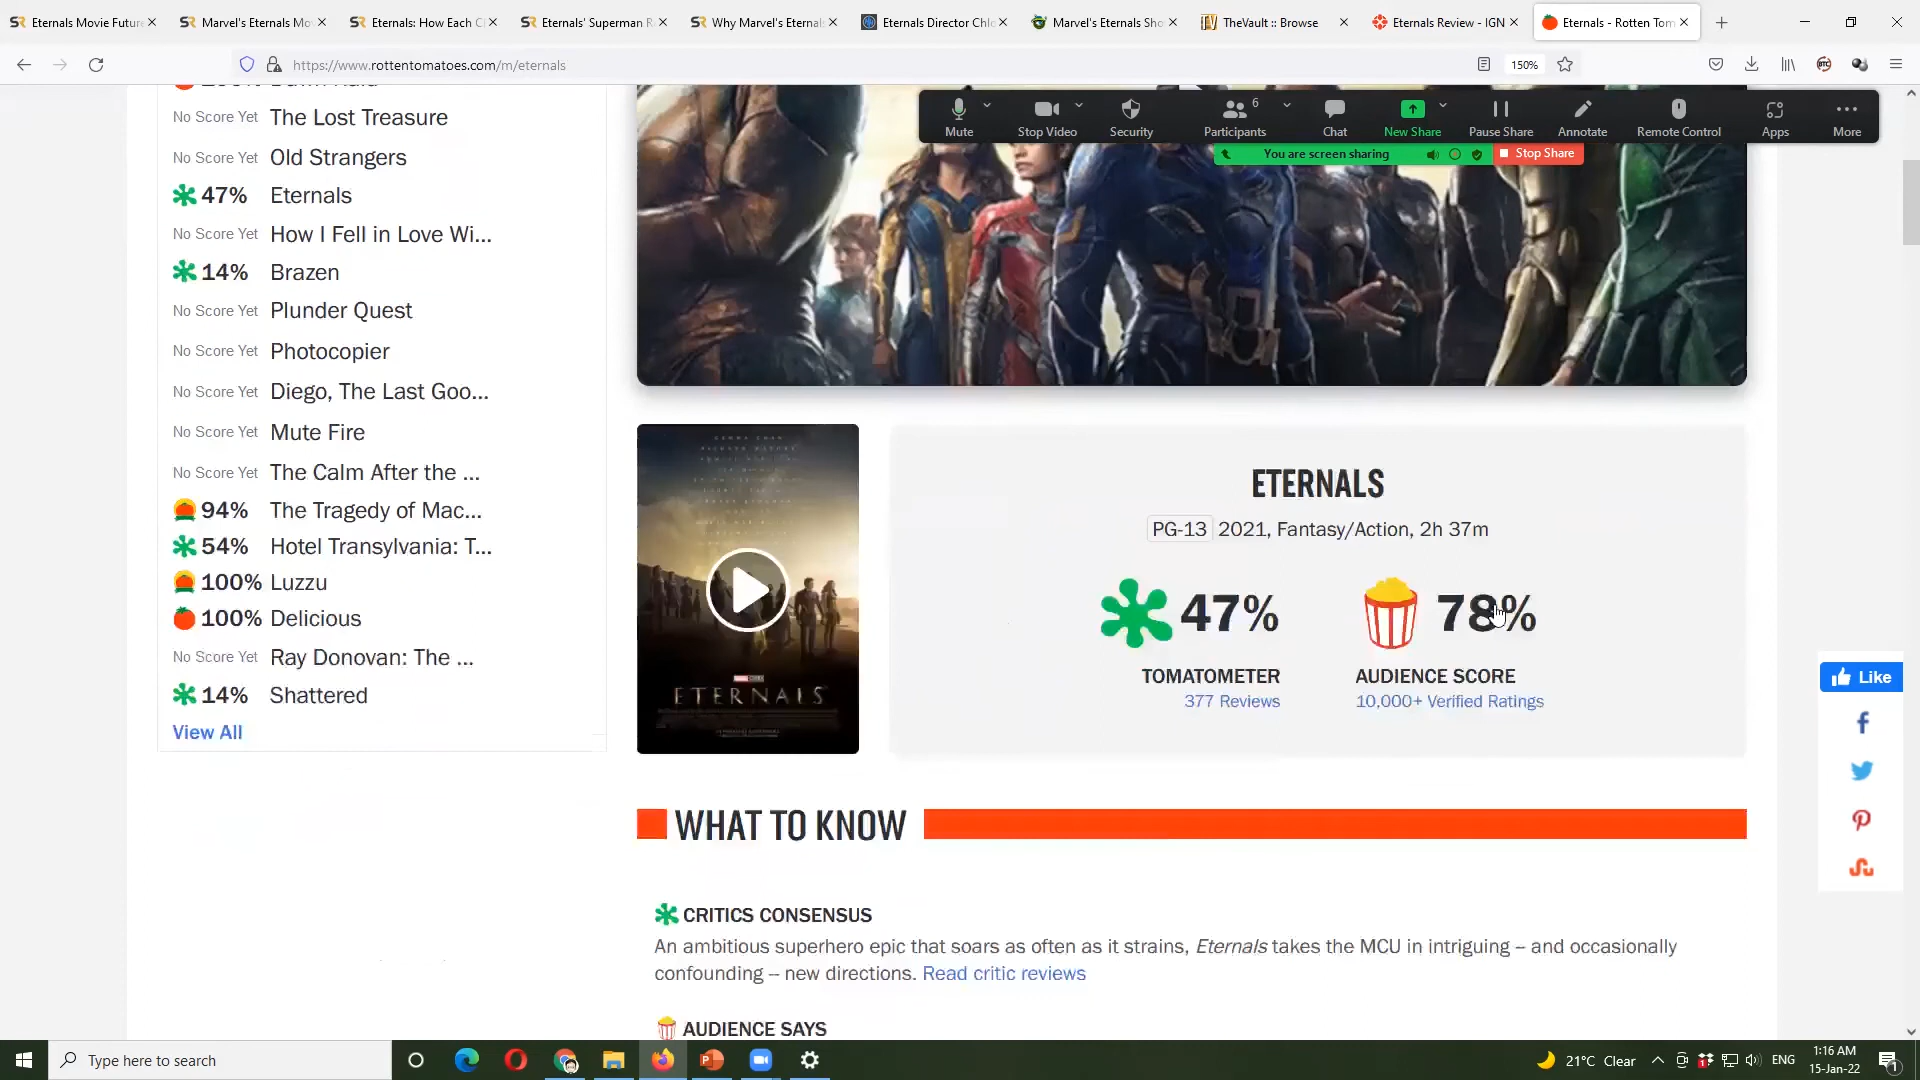 Eternals Movie Future
Marvel's Eternals Mo
Eternals: How Each C
Eternals' Superman R
Why Marvel's Eternals
Eternals Director Chlo
Marvel's Eternals Sho
TheVault :: Browse
Eternals Review - IGN
Eternals - Rotten Tom
https://www.rottentomatoes.com/m/eternals
150%
Mute
Stop Video
Security
6
Participants
Chat
New Share
Pause Share
Annotate
Remote Control
Apps
More
You are screen sharing
Stop Share
No Score Yet The Lost Treasure
No Score Yet Old Strangers
47% Eternals
No Score Yet How I Fell in Love Wi...
14% Brazen
No Score Yet Plunder Quest
No Score Yet Photocopier
No Score Yet Diego, The Last Goo...
No Score Yet Mute Fire
No Score Yet The Calm After the ...
94% The Tragedy of Mac...
54% Hotel Transylvania: T...
100% Luzzu
100% Delicious
No Score Yet Ray Donovan: The ...
14% Shattered
View All
ETERNALS
ETERNALS
PG-13 2021, Fantasy/Action, 2h 37m
47%
78%
TOMATOMETER
AUDIENCE SCORE
377 Reviews
10,000+ Verified Ratings
WHAT TO KNOW
CRITICS CONSENSUS
An ambitious superhero epic that soars as often as it strains, Eternals takes the MCU in intriguing -- and occasionally
confounding -- new directions. Read critic reviews
AUDIENCE SAYS
Like
Type here to search
21°C Clear
ENG
1:16 AM
15-Jan-22
1